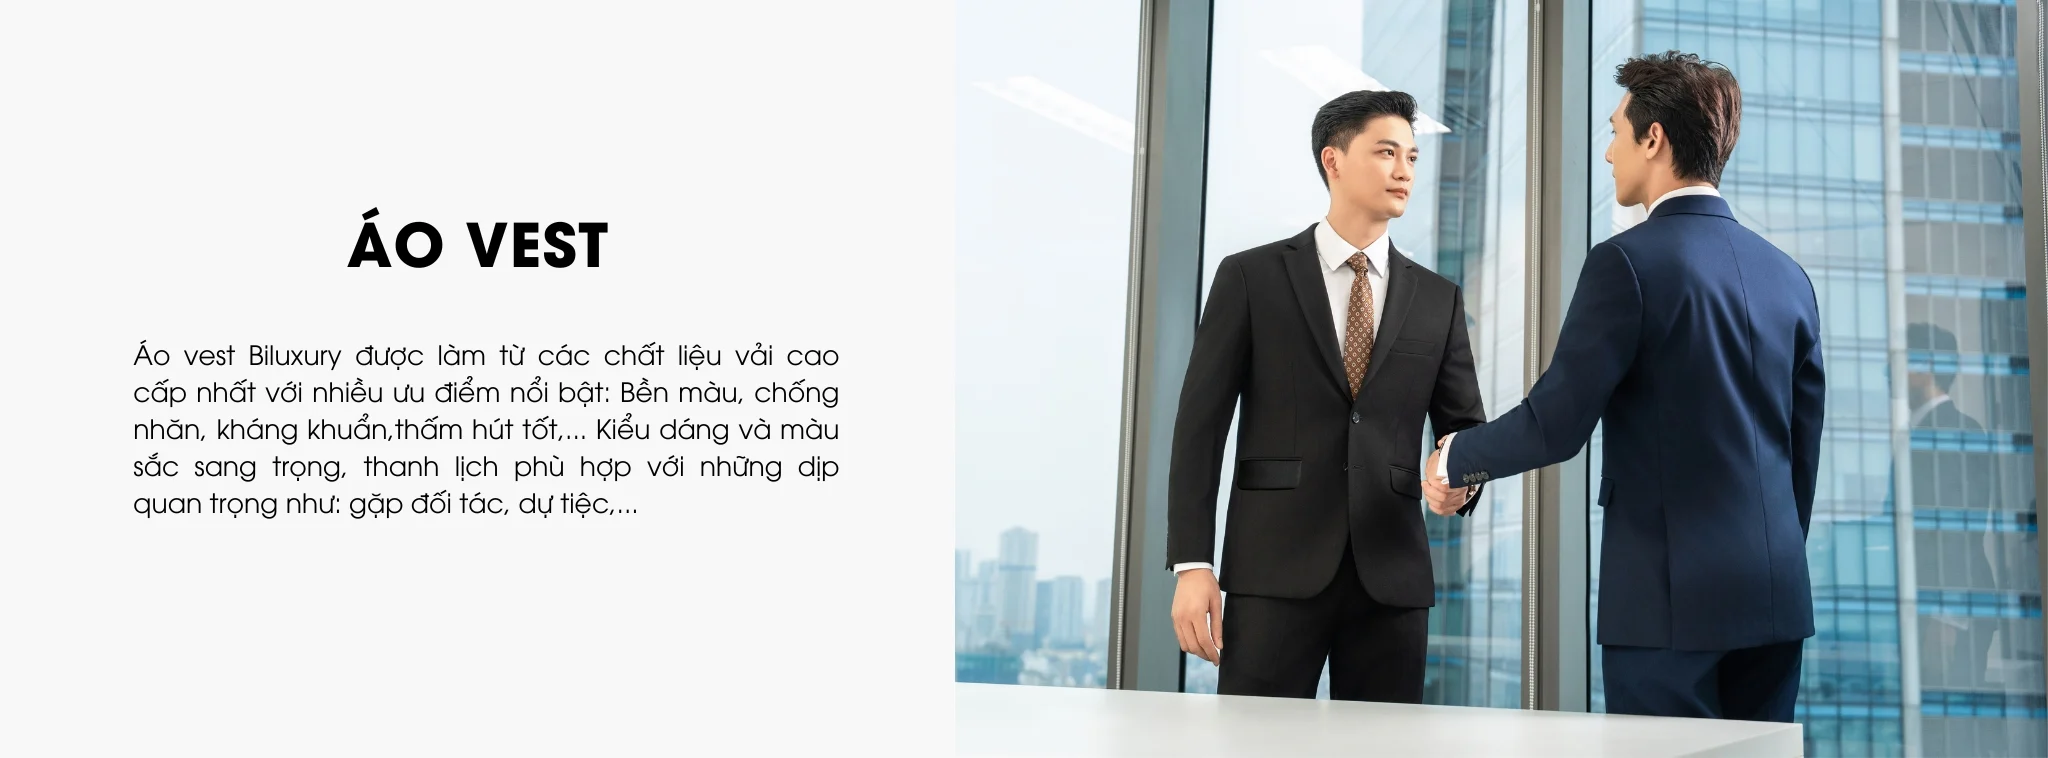 ÁO VEST
Áo vest Biluxury được làm từ các chất liệu vải cao
cấp nhất với nhiều ưu điểm nổi bật: Bền màu, chống
nhăn, kháng khuẩn,thấm hút tốt,... Kiểu dáng và màu
sắc sang trọng, thanh lịch phù hợp với những dịp
quan trọng như: gặp đối tác, dự tiệc,...